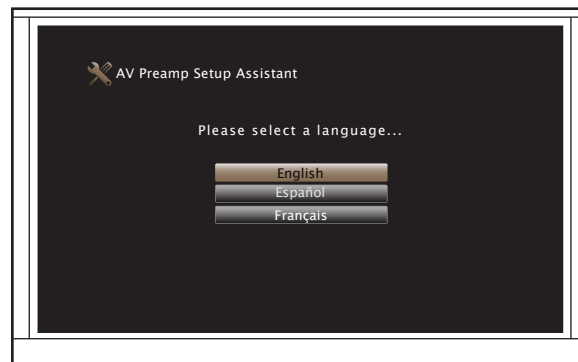 AV Preamp Setup Assistant
Please select a language...
English
Español
Français